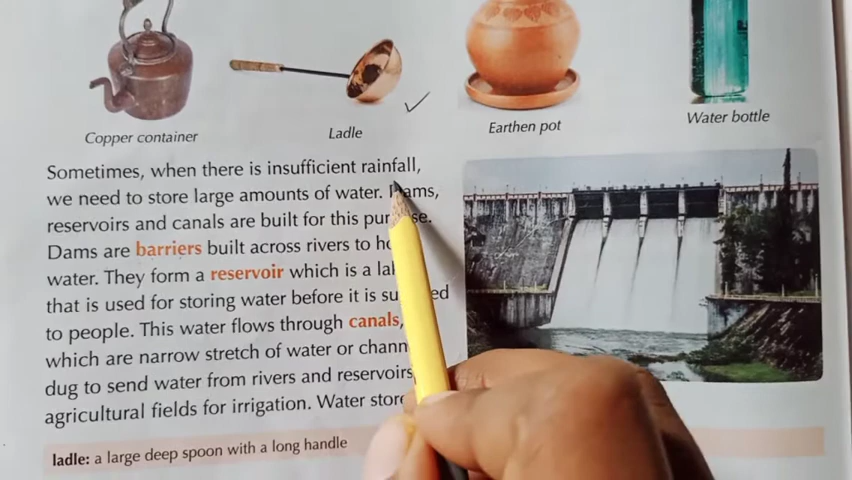 Copper container
Ladle
Earthen pot
Water bottle
Sometimes, when there is insufficient rainfall,
we need to store large amounts of water. Dams,
reservoirs and canals are built for this purpose.
Dams are barriers built across rivers to
water. They form a reservoir which is a
that is used for storing water before it is
to people. This water flows through canals,
which are narrow stretch of water or
dug to send water from rivers and reservoirs
agricultural fields for irrigation. Water
ladle: a large deep spoon with a long handle